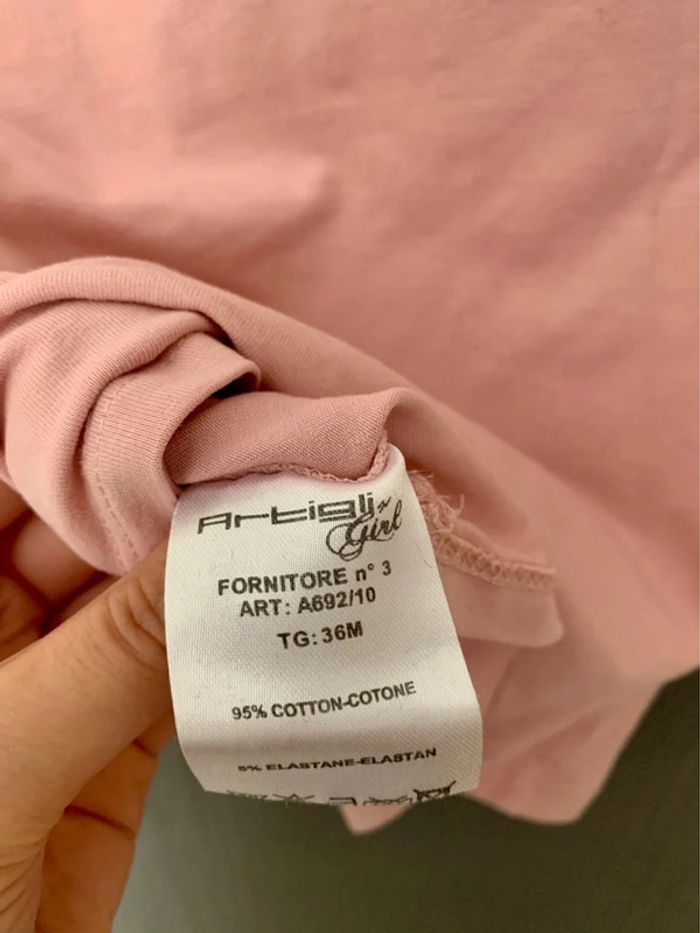 Artigli
Girl
FORNITORE n° 3
ART: A692/10
TG: 36M
95% COTTON-COTONE
5% ELASTANE-ELASTAN